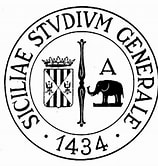 SICILIAE STVDIVM GENERALE
· 1434 ·
A